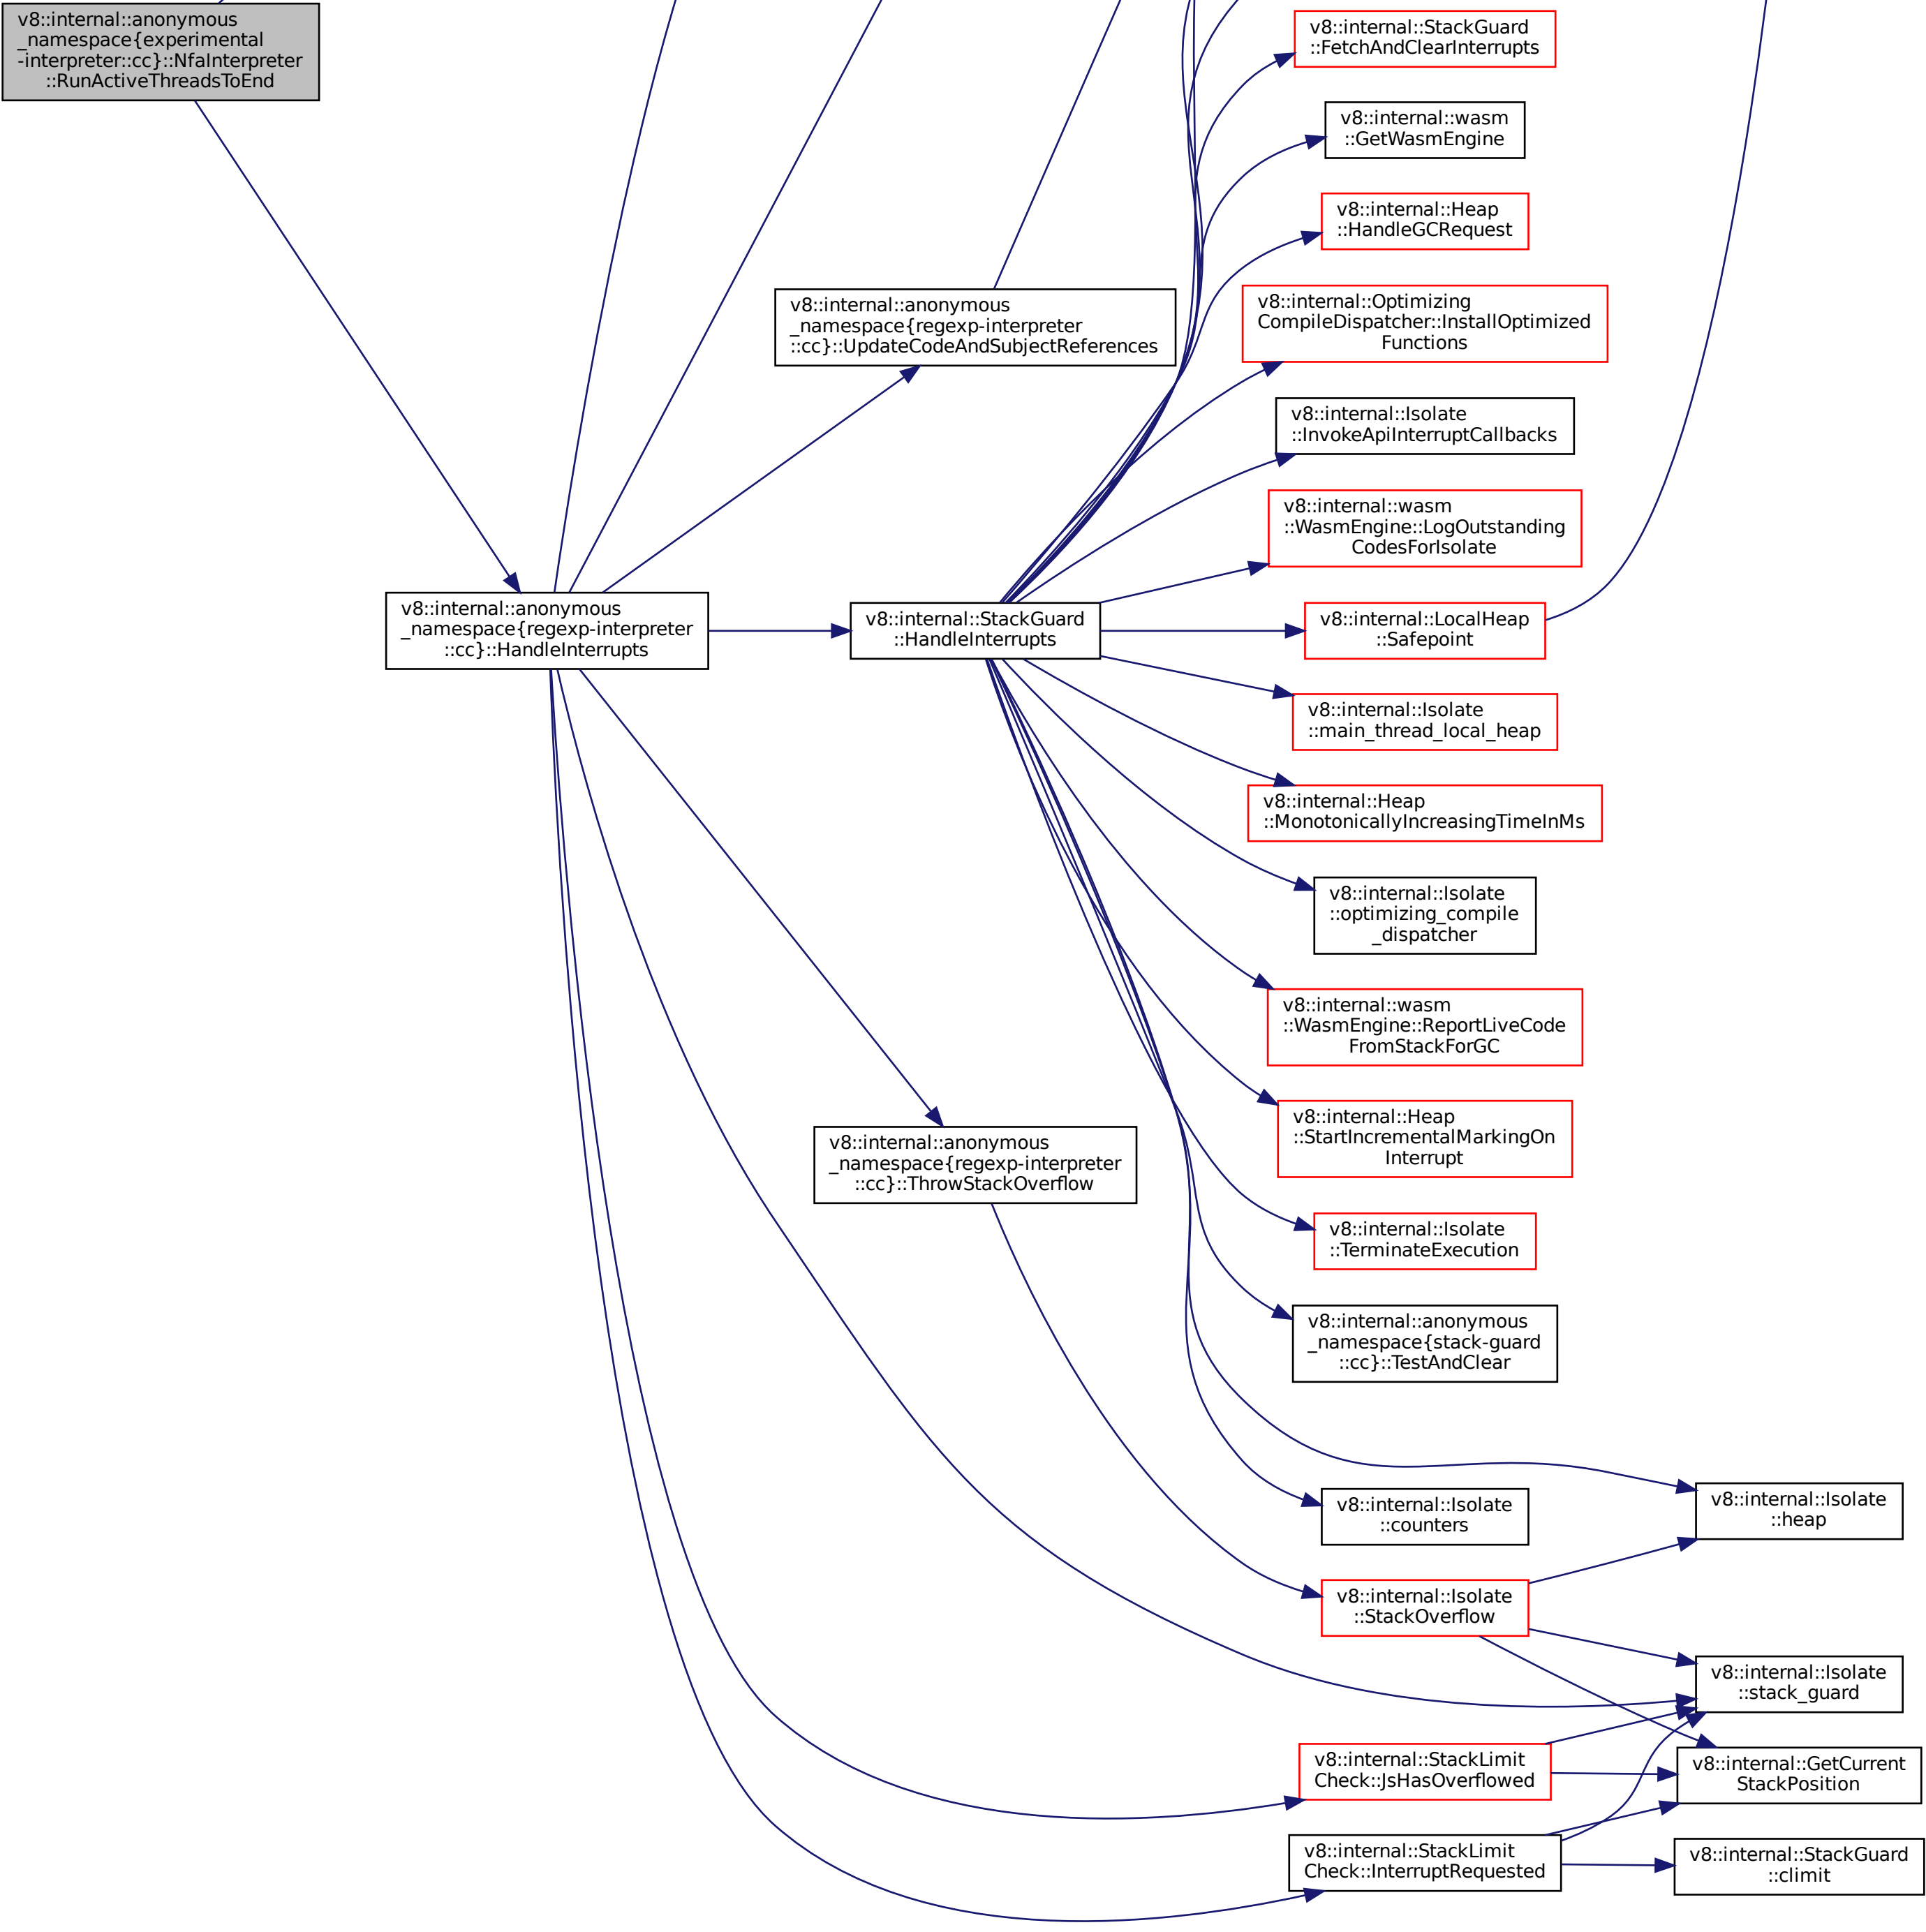 v8::internal::anonymous
_namespace{experimental
-interpreter::cc}::NfaInterpreter
::RunActiveThreadsToEnd
v8::internal::anonymous
_namespace{regexp-interpreter
::cc}::HandleInterrupts
v8::internal::anonymous
_namespace{regexp-interpreter
::cc}::UpdateCodeAndSubjectReferences
v8::internal::StackGuard
::HandleInterrupts
v8::internal::anonymous
_namespace{regexp-interpreter
::cc}::ThrowStackOverflow
v8::internal::StackGuard
::FetchAndClearInterrupts
v8::internal::wasm
::GetWasmEngine
v8::internal::Heap
::HandleGCRequest
v8::internal::Optimizing
CompileDispatcher::InstallOptimized
Functions
v8::internal::Isolate
::InvokeApiInterruptCallbacks
v8::internal::wasm
::WasmEngine::LogOutstanding
CodesForIsolate
v8::internal::LocalHeap
::Safepoint
v8::internal::Isolate
::main_thread_local_heap
v8::internal::Heap
::MonotonicallyIncreasingTimeInMs
v8::internal::Isolate
::optimizing_compile
_dispatcher
v8::internal::wasm
::WasmEngine::ReportLiveCode
FromStackForGC
v8::internal::Heap
::StartIncrementalMarkingOn
Interrupt
v8::internal::Isolate
::TerminateExecution
v8::internal::anonymous
_namespace{stack-guard
::cc}::TestAndClear
v8::internal::Isolate
::counters
v8::internal::Isolate
::StackOverflow
v8::internal::StackLimit
Check::JsHasOverflowed
v8::internal::StackLimit
Check::InterruptRequested
v8::internal::Isolate
::heap
v8::internal::Isolate
::stack_guard
v8::internal::GetCurrent
StackPosition
v8::internal::StackGuard
::climit